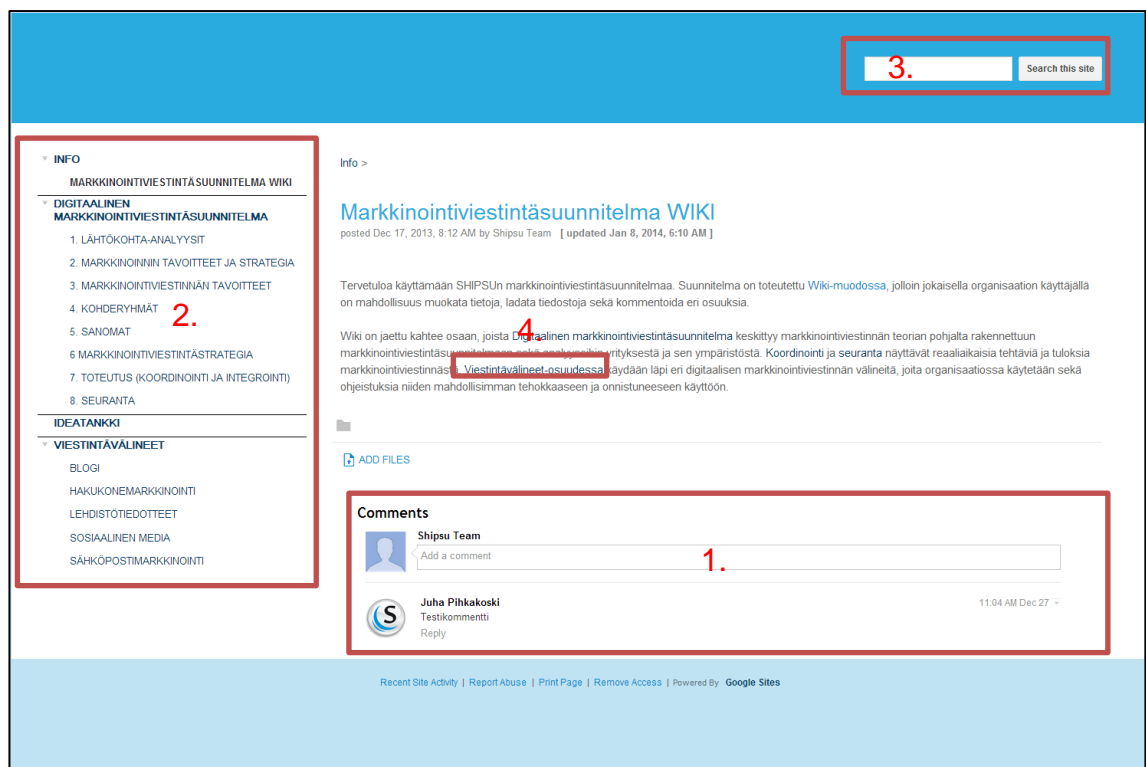 3.
Search this site
INFO
MARKKINOINTIVIESTINTÄSUUNNITELMA WIKI
DIGITAALINEN
MARKKINOINTIVIESTINTÄSUUNNITELMA
1. LÄHTÖKOHTA-ANALYYSIT
2. MARKKINOINNIN TAVOITTEET JA STRATEGIA
3. MARKKINOINTIVIESTINNÄN TAVOITTEET
4. KOHDERYHMÄT
2.
5. SANOMAT
6 MARKKINOINTIVIESTINTÄSTRATEGIA
7. TOTEUTUS (KOORDINOINTI JA INTEGROINTI)
8. SEURANTA
IDEATANKKI
VIESTINTÄVÄLINEET
BLOGI
HAKUKONEMARKKINOINTI
LEHDISTÖTIEDOTTEET
SOSIAALINEN MEDIA
SÄHKÖPOSTIMARKKINOINTI
Info >
Markkinointiviestintäsuunnitelma WIKI
posted Dec 17, 2013, 8:12 AM by Shipsu Team [ updated Jan 8, 2014, 6:10 AM ]
Tervetuloa käyttämään SHIPSUn markkinointiviestintäsuunnitelmaa. Suunnitelma on toteutettu Wiki-muodossa, jolloin jokaisella organisaation käyttäjällä
on mahdollisuus muokata tietoja, ladata tiedostoja sekä kommentoida eri osuuksia.
4.
Wiki on jaettu kahtee osaan, joista Digitaalinen markkinointiviestintäsuunnitelma keskittyy markkinointiviestinnän teorian pohjalta rakennettuun
markkinointiviestintäsuunnitelmaan sekä analyyseihin yrityksestä ja sen ympäristöstä. Koordinointi ja seuranta näyttävät reaaliaikaisia tehtäviä ja tuloksia
markkinointiviestinnästä. Viestintävälineet-osuudessa käydään läpi eri digitaalisen markkinointiviestinnän välineitä, joita organisaatiossa käytetään sekä
ohjeistuksia niiden mahdollisimman tehokkaaseen ja onnistuneeseen käyttöön.
ADD FILES
Comments
Shipsu Team
Add a comment
1.
Juha Pihkakoski
11:04 AM Dec 27
Testikommentti
Reply
Recent Site Activity | Report Abuse | Print Page | Remove Access | Powered By Google Sites